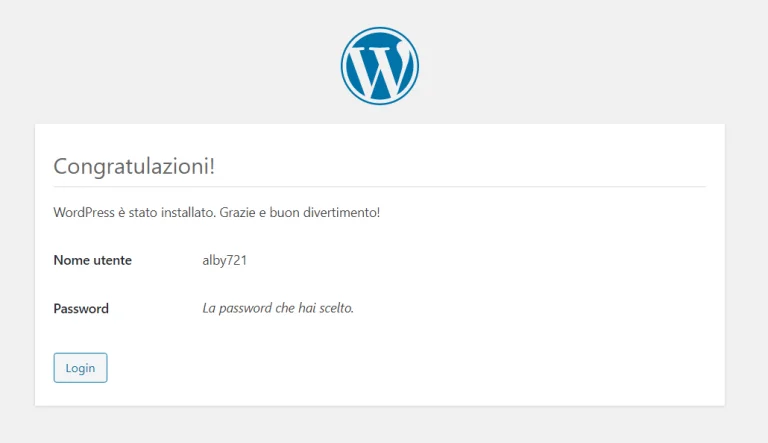 Congratulazioni!
WordPress è stato installato. Grazie e buon divertimento!
Nome utente alby721
Password La password che hai scelto.
Login